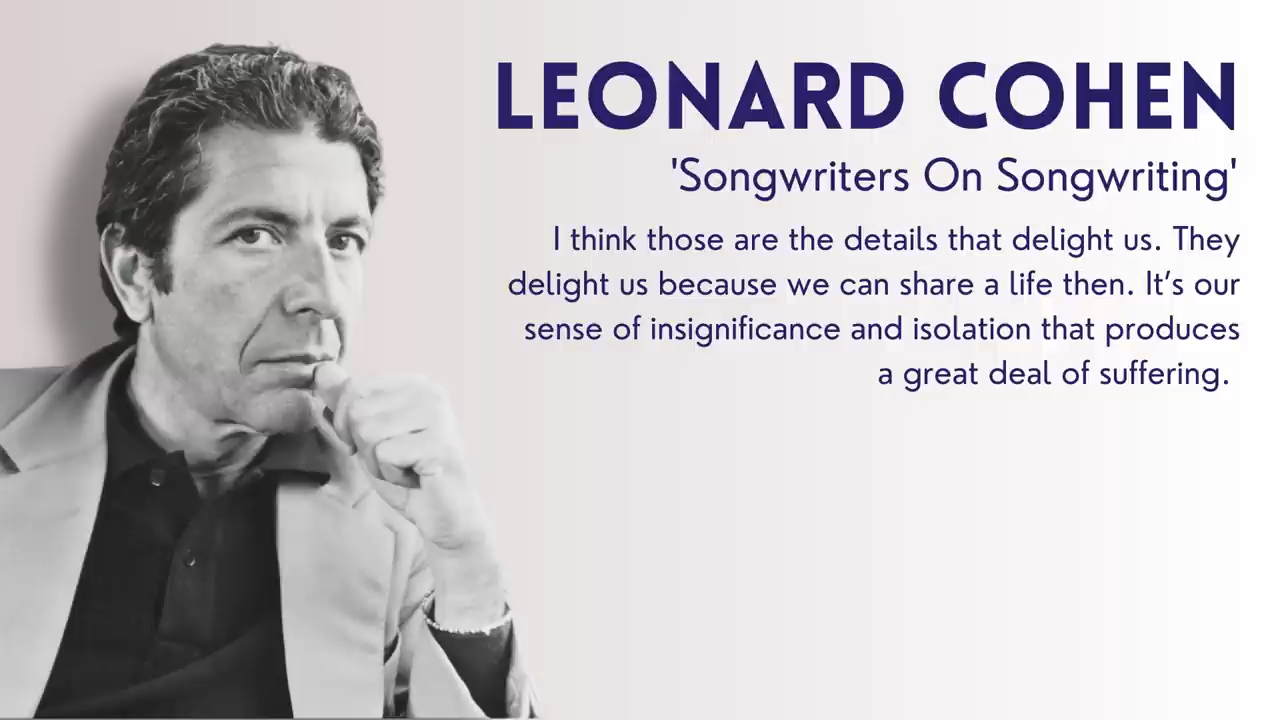 LEONARD COHEN
'Songwriters On Songwriting'
I think those are the details that delight us. They
delight us because we can share a life then. It’s our
sense of insignificance and isolation that produces
a great deal of suffering.